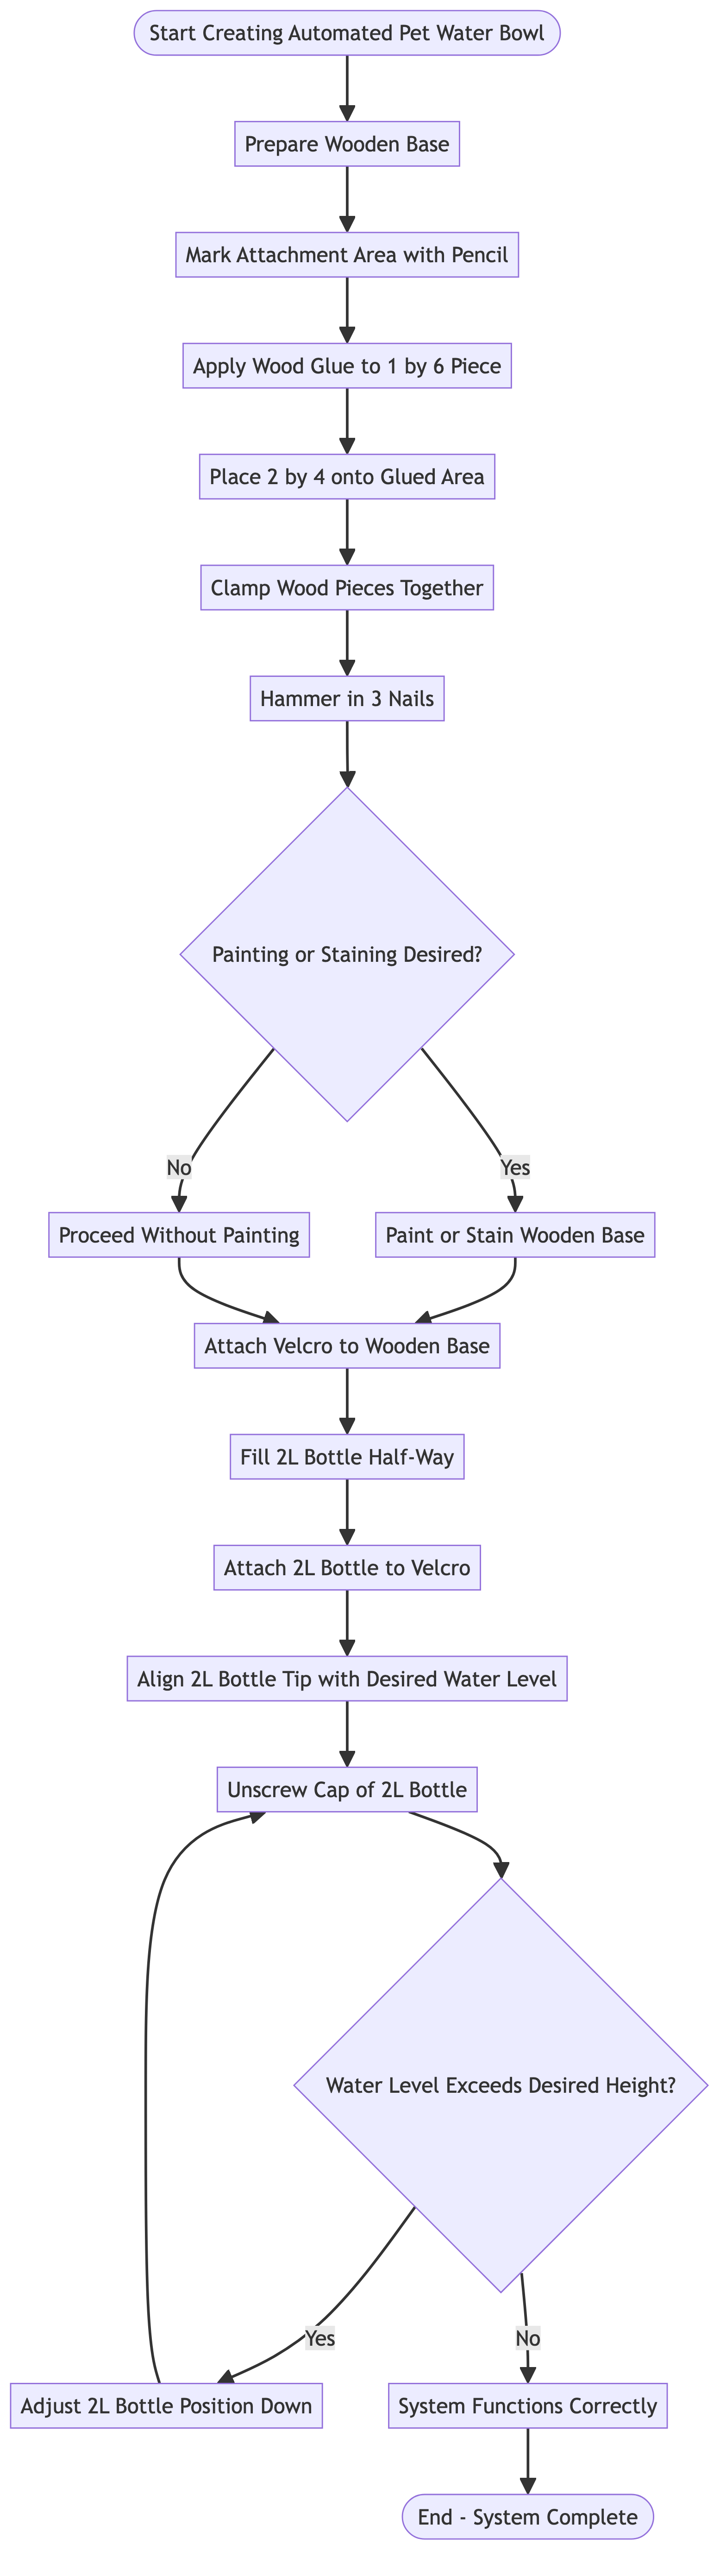 Start Creating Automated Pet Water Bowl
Prepare Wooden Base
Mark Attachment Area with Pencil
Apply Wood Glue to 1 by 6 Piece
Place 2 by 4 onto Glued Area
Clamp Wood Pieces Together
Hammer in 3 Nails
Painting or Staining Desired?
No
Yes
Proceed Without Painting
Paint or Stain Wooden Base
Attach Velcro to Wooden Base
Fill 2L Bottle Half-Way
Attach 2L Bottle to Velcro
Align 2L Bottle Tip with Desired Water Level
Unscrew Cap of 2L Bottle
Water Level Exceeds Desired Height?
Yes
No
Adjust 2L Bottle Position Down
System Functions Correctly
End - System Complete